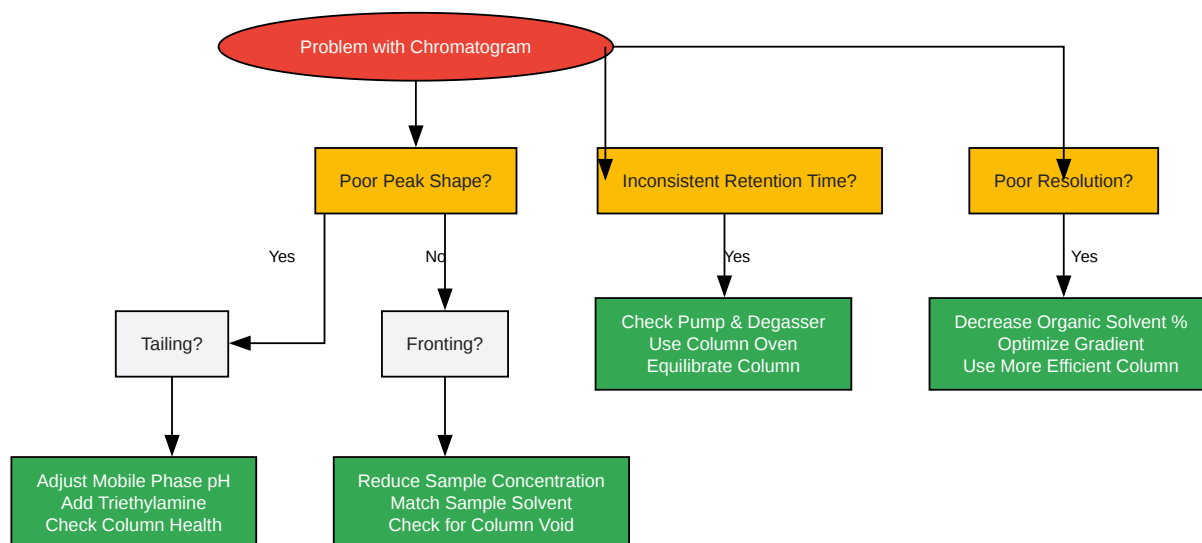 Problem with Chromatogram
Poor Peak Shape?
Inconsistent Retention Time?
Poor Resolution?
Yes
No
Yes
Yes
Tailing?
Fronting?
Check Pump & Degasser
Use Column Oven
Equilibrate Column
Decrease Organic Solvent %
Optimize Gradient
Use More Efficient Column
Adjust Mobile Phase pH
Add Triethylamine
Check Column Health
Reduce Sample Concentration
Match Sample Solvent
Check for Column Void